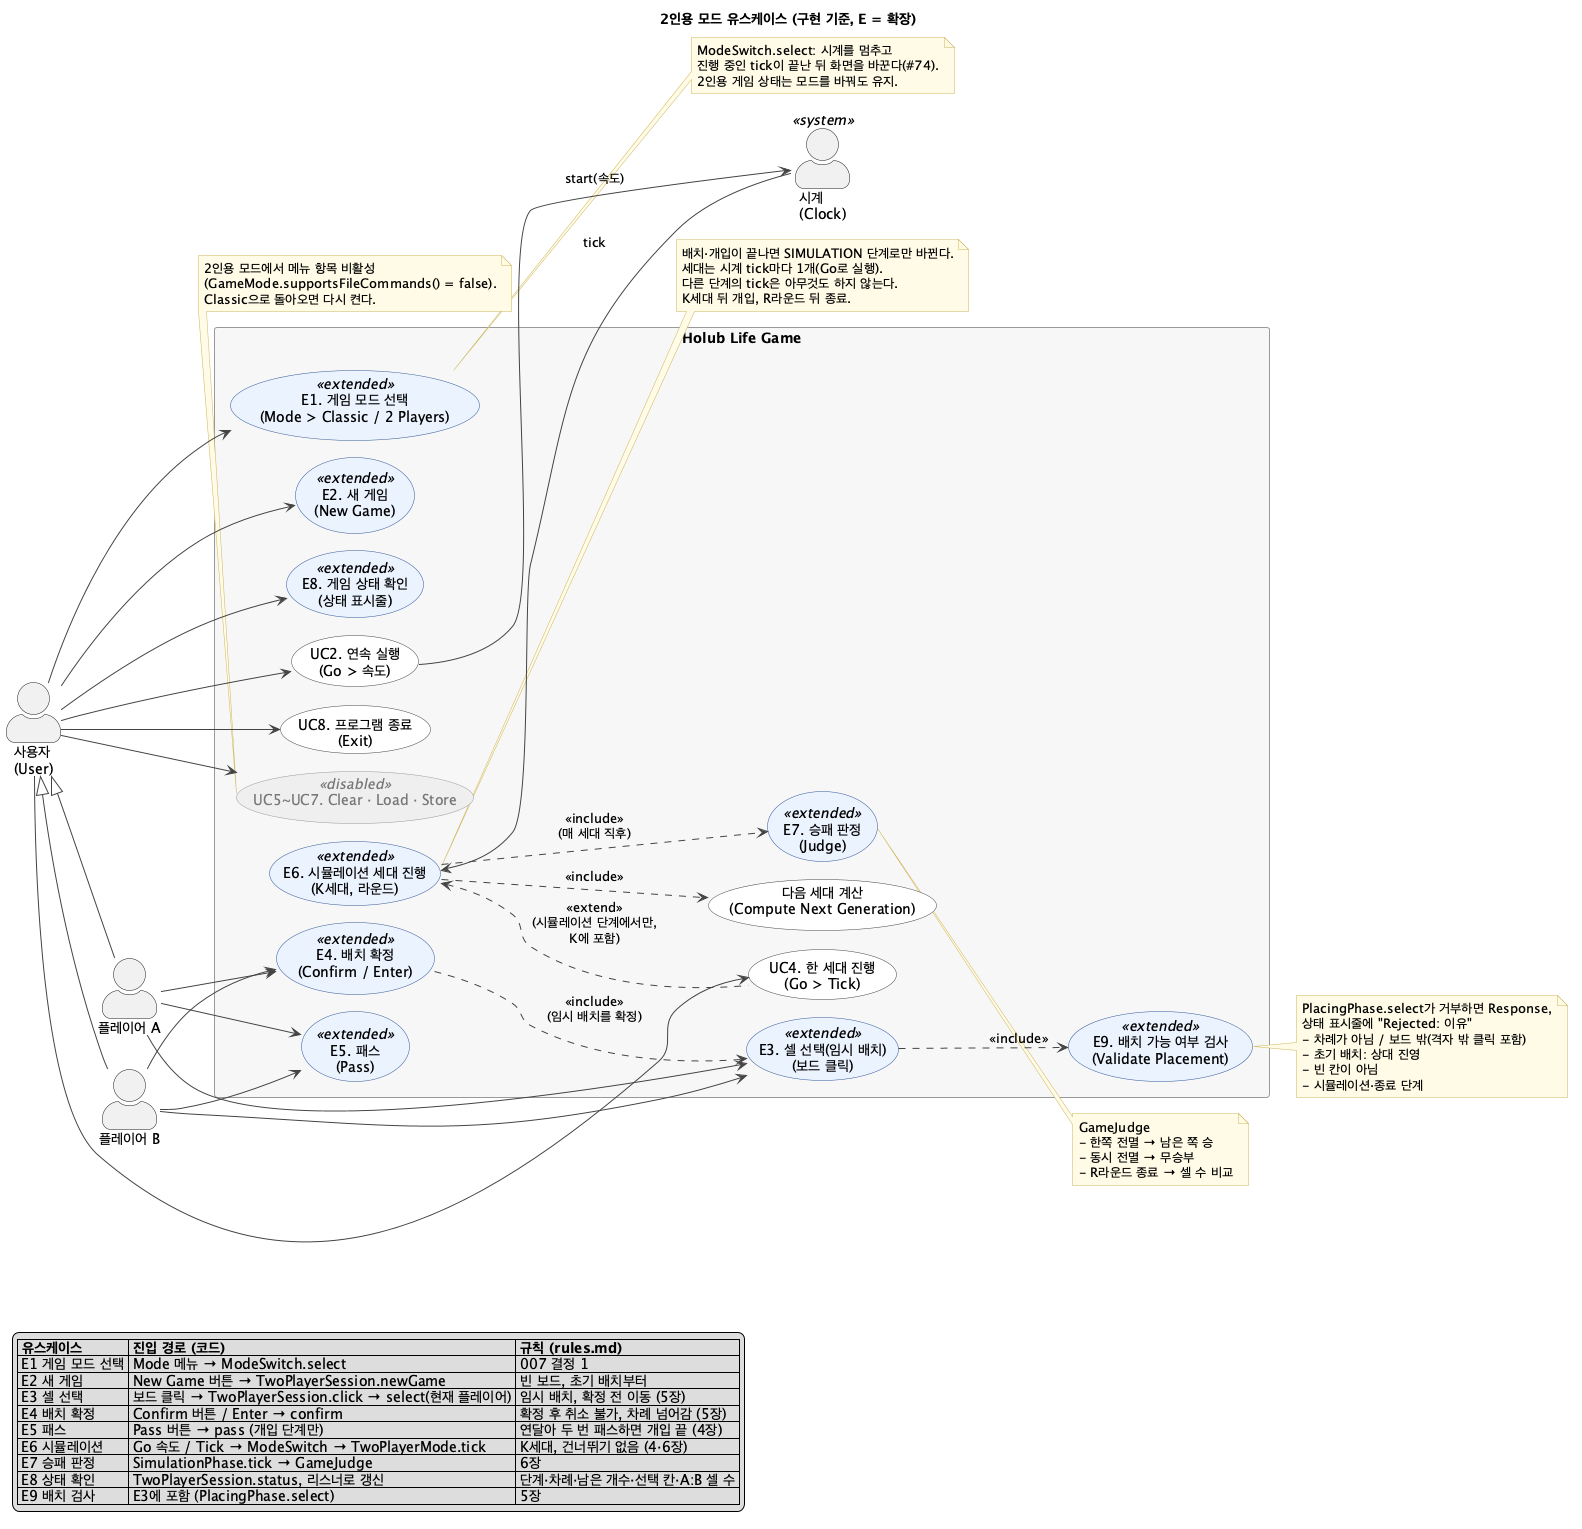 2인용 모드 유스케이스 (구현 기준, E = 확장)
ModeSwitch.select: 시계를 멈추고
진행 중인 tick이 끝난 뒤 화면을 바꾼다(#74).
2인용 게임 상태는 모드를 바꿔도 유지.
«system»
시계
(Clock)
start(속도)
tick
2인용 모드에서 메뉴 항목 비활성
(GameMode.supportsFileCommands() = false).
Classic으로 돌아오면 다시 켠다.
배치·개입이 끝나면 SIMULATION 단계로만 바뀐다.
세대는 시계 tick마다 1개(Go로 실행).
다른 단계의 tick은 아무것도 하지 않는다.
K세대 뒤 개입, R라운드 뒤 종료.
Holub Life Game
«extended»
E1. 게임 모드 선택
(Mode > Classic / 2 Players)
«extended»
E2. 새 게임
(New Game)
«extended»
E8. 게임 상태 확인
(상태 표시줄)
UC2. 연속 실행
(Go > 속도)
UC8. 프로그램 종료
(Exit)
«disabled»
UC5~UC7. Clear · Load · Store
«extended»
E6. 시뮬레이션 세대 진행
(K세대, 라운드)
«extended»
E4. 배치 확정
(Confirm / Enter)
«extended»
E5. 패스
(Pass)
사용자
(User)
플레이어 A
플레이어 B
«include»
(매 세대 직후)
«include»
«extend»
(시뮬레이션 단계에서만,
K에 포함)
«include»
(임시 배치를 확정)
«extended»
E7. 승패 판정
(Judge)
다음 세대 계산
(Compute Next Generation)
UC4. 한 세대 진행
(Go > Tick)
«extended»
E3. 셀 선택(임시 배치)
(보드 클릭)
«include»
«extended»
E9. 배치 가능 여부 검사
(Validate Placement)
PlacingPhase.select가 거부하면 Response,
상태 표시줄에 "Rejected: 이유"
– 차례가 아님 / 보드 밖(격자 밖 클릭 포함)
– 초기 배치: 상대 진영
– 빈 칸이 아님
– 시뮬레이션·종료 단계
GameJudge
– 한쪽 전멸 → 남은 쪽 승
– 동시 전멸 → 무승부
– R라운드 종료 → 셀 수 비교
유스케이스 진입 경로 (코드) 규칙 (rules.md)
E1 게임 모드 선택 Mode 메뉴 → ModeSwitch.select 007 결정 1
E2 새 게임 New Game 버튼 → TwoPlayerSession.newGame 빈 보드, 초기 배치부터
E3 셀 선택 보드 클릭 → TwoPlayerSession.click → select(현재 플레이어) 임시 배치, 확정 전 이동 (5장)
E4 배치 확정 Confirm 버튼 / Enter → confirm 확정 후 취소 불가, 차례 넘어감 (5장)
E5 패스 Pass 버튼 → pass (개입 단계만) 연달아 두 번 패스하면 개입 끝 (4장)
E6 시뮬레이션 Go 속도 / Tick → ModeSwitch → TwoPlayerMode.tick K세대, 건너뛰기 없음 (4·6장)
E7 승패 판정 SimulationPhase.tick → GameJudge 6장
E8 상태 확인 TwoPlayerSession.status, 리스너로 갱신 단계·차례·남은 개수·선택 칸·A:B 셀 수
E9 배치 검사 E3에 포함 (PlacingPhase.select) 5장